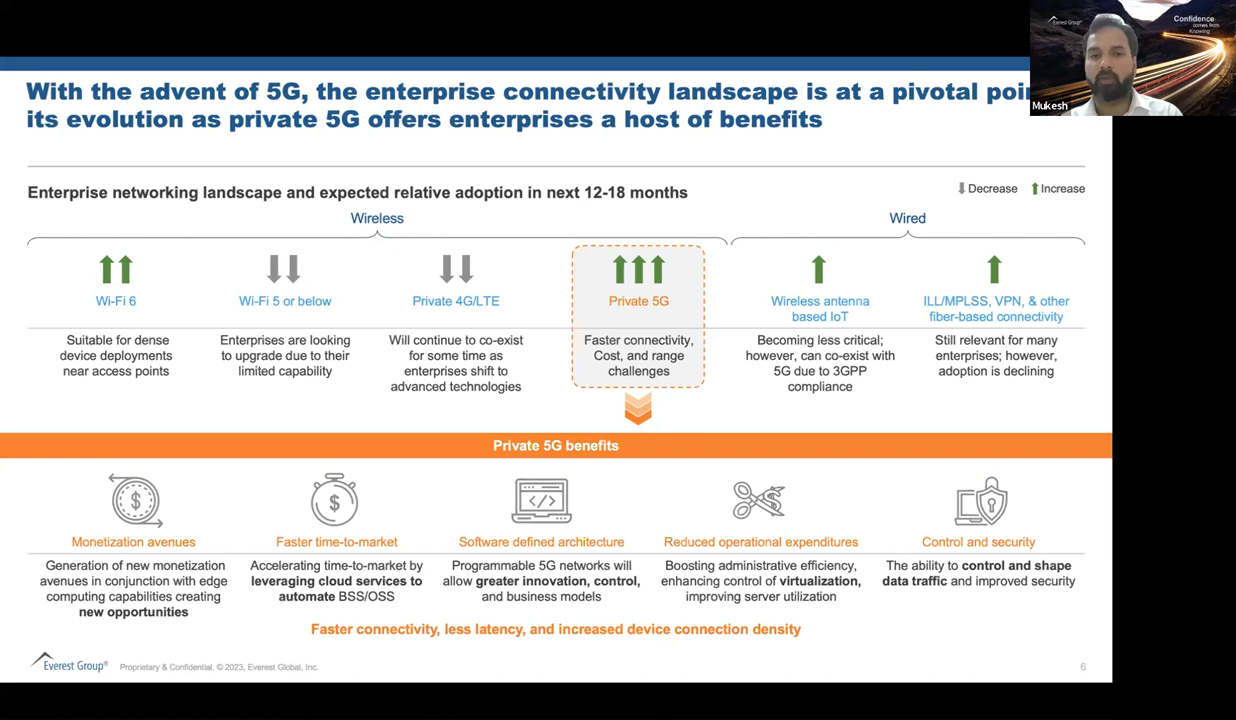 Everest Group®
Confidence
comes from
Knowing
Mukesh
With the advent of 5G, the enterprise connectivity landscape is at a pivotal poi
its evolution as private 5G offers enterprises a host of benefits
Enterprise networking landscape and expected relative adoption in next 12-18 months
Decrease
Increase
Wireless
Wired
Wi-Fi 6
Suitable for dense
device deployments
near access points
Wi-Fi 5 or below
Enterprises are looking
to upgrade due to their
limited capability
Private 4G/LTE
Will continue to co-exist
for some time as
enterprises shift to
advanced technologies
Private 5G
Faster connectivity,
Cost, and range
challenges
Wireless antenna
based IoT
Becoming less critical;
however, can co-exist with
5G due to 3GPP
compliance
ILL/MPLSS, VPN, & other
fiber-based connectivity
Still relevant for many
enterprises; however,
adoption is declining
Private 5G benefits
Monetization avenues
Generation of new monetization
avenues in conjunction with edge
computing capabilities creating
new opportunities
Faster time-to-market
Accelerating time-to-market by
leveraging cloud services to
automate BSS/OSS
Software defined architecture
Programmable 5G networks will
allow greater innovation, control,
and business models
Reduced operational expenditures
Boosting administrative efficiency,
enhancing control of virtualization,
improving server utilization
Control and security
The ability to control and shape
data traffic and improved security
Faster connectivity, less latency, and increased device connection density
Everest Group®
Proprietary & Confidential. © 2023, Everest Global, Inc.
6